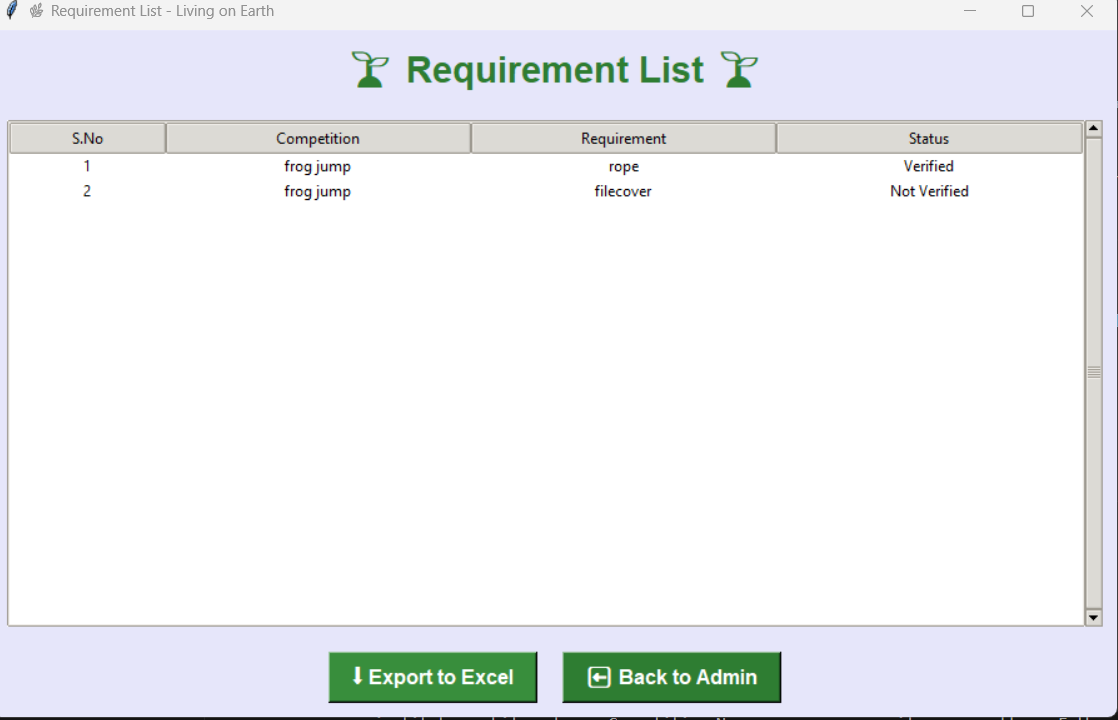 Requirement List - Living on Earth
Requirement List
S.No Competition Requirement Status
1 frog jump rope Verified
2 frog jump filecover Not Verified
⬇ Export to Excel
Back to Admin